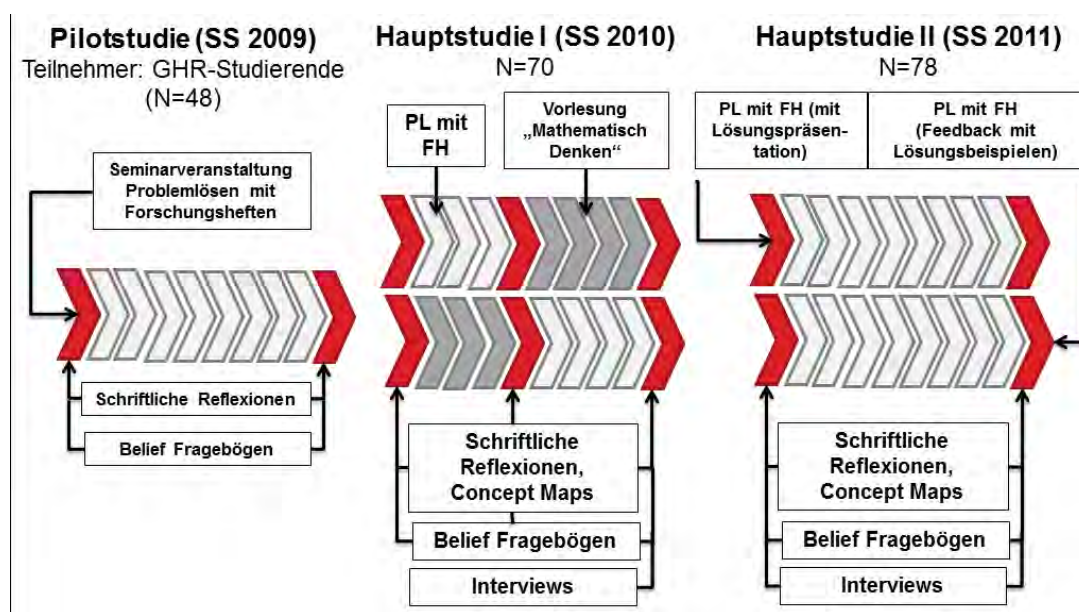 Pilotstudie (SS 2009)
Teilnehmer: GHR-Studierende
(N=48)
Seminarveranstaltung
Problemlösen mit
Forschungsheften
Schriftliche Reflexionen
Belief Fragebögen
Hauptstudie I (SS 2010)
N=70
PL mit
FH
Vorlesung
„Mathematisch
Denken“
Schriftliche
Reflexionen,
Concept Maps
Belief Fragebögen
Interviews
Hauptstudie II (SS 2011)
N=78
PL mit FH (mit
Lösungspräsen-
tation)
PL mit FH
(Feedback mit
Lösungsbeispielen)
Schriftliche
Reflexionen,
Concept Maps
Belief Fragebögen
Interviews